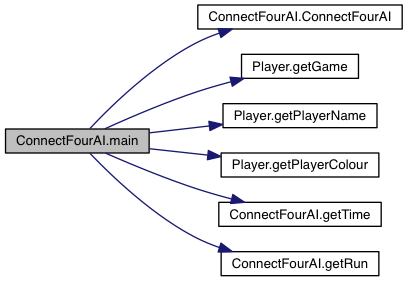 ConnectFourAI.ConnectFourAI
Player.getGame
Player.getPlayerName
ConnectFourAI.main
Player.getPlayerColour
ConnectFourAI.getTime
ConnectFourAI.getRun